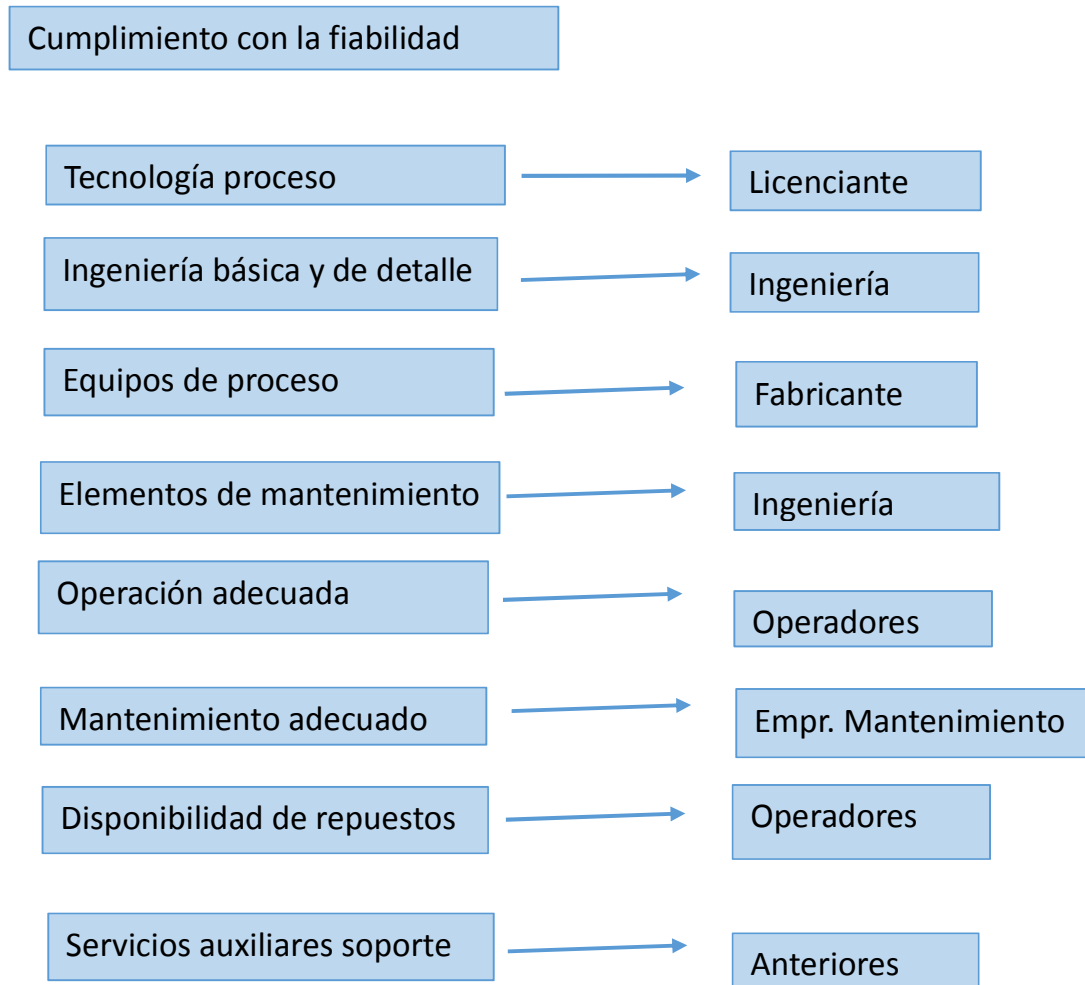 Cumplimiento con la fiabilidad
Tecnología proceso
Licenciante
Ingeniería básica y de detalle
Ingeniería
Equipos de proceso
Fabricante
Elementos de mantenimiento
Ingeniería
Operación adecuada
Operadores
Mantenimiento adecuado
Empr. Mantenimiento
Disponibilidad de repuestos
Operadores
Servicios auxiliares soporte
Anteriores